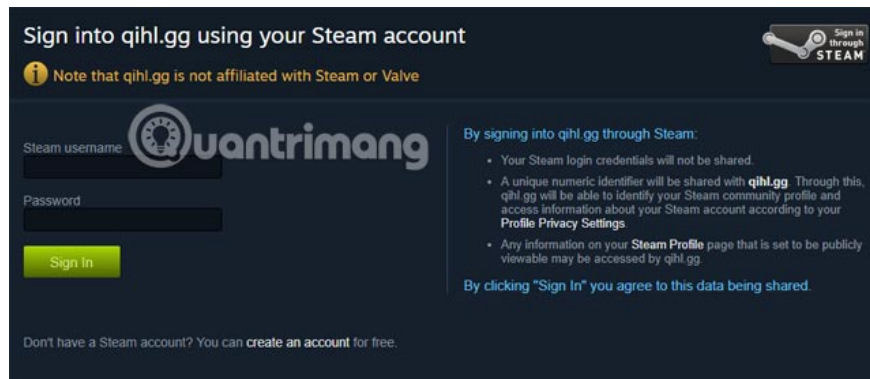 Sign into qihl.gg using your Steam account
Sign in
through
STEAM
i Note that qihl.gg is not affiliated with Steam or Valve
Quantrimang
Steam username
Password
Sign In
By signing into qihl.gg through Steam:
• Your Steam login credentials will not be shared.
• A unique numeric identifier will be shared with qihl.gg. Through this,
qihl.gg will be able to identify your Steam community profile and
access information about your Steam account according to your
Profile Privacy Settings.
• Any information on your Steam Profile page that is set to be publicly
viewable may be accessed by qihl.gg.
By clicking "Sign In" you agree to this data being shared.
Don't have a Steam account? You can create an account for free.